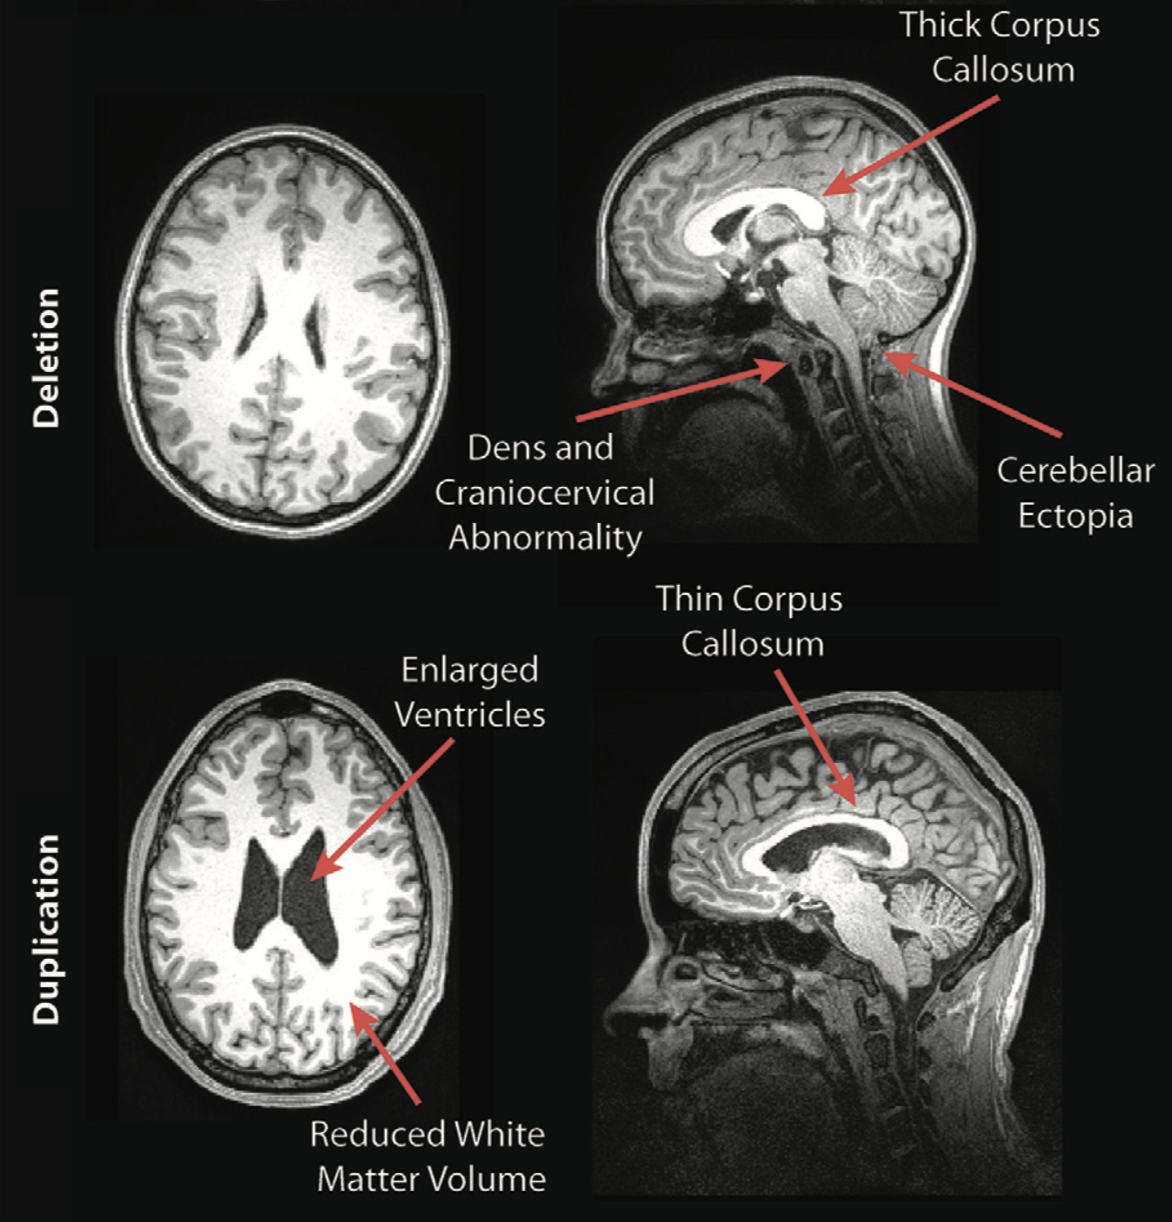 Thick Corpus
Callosum
Deletion
Dens and
Craniocervical
Abnormality
Cerebellar
Ectopia
Thin Corpus
Callosum
Enlarged
Ventricles
Duplication
Reduced White
Matter Volume